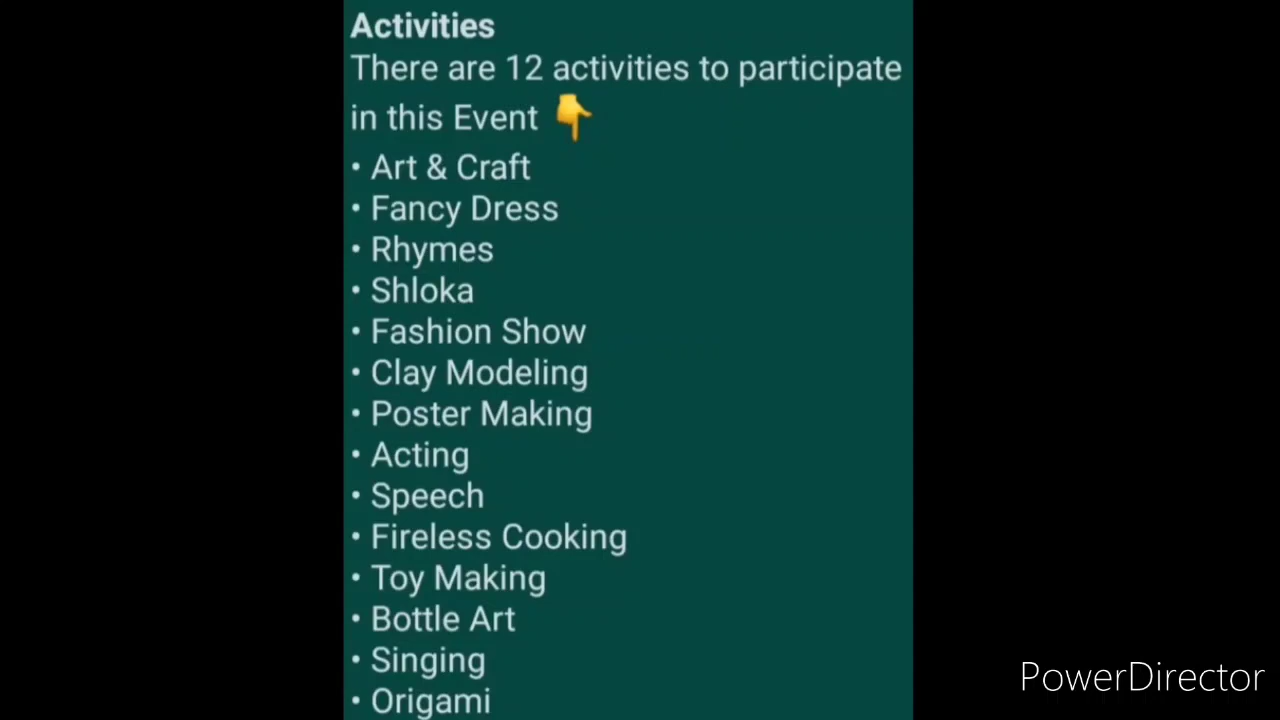 Activities
There are 12 activities to participate
in this Event 👇
• Art & Craft
• Fancy Dress
• Rhymes
• Shloka
• Fashion Show
• Clay Modeling
• Poster Making
• Acting
• Speech
• Fireless Cooking
• Toy Making
• Bottle Art
• Singing
• Origami
PowerDirector